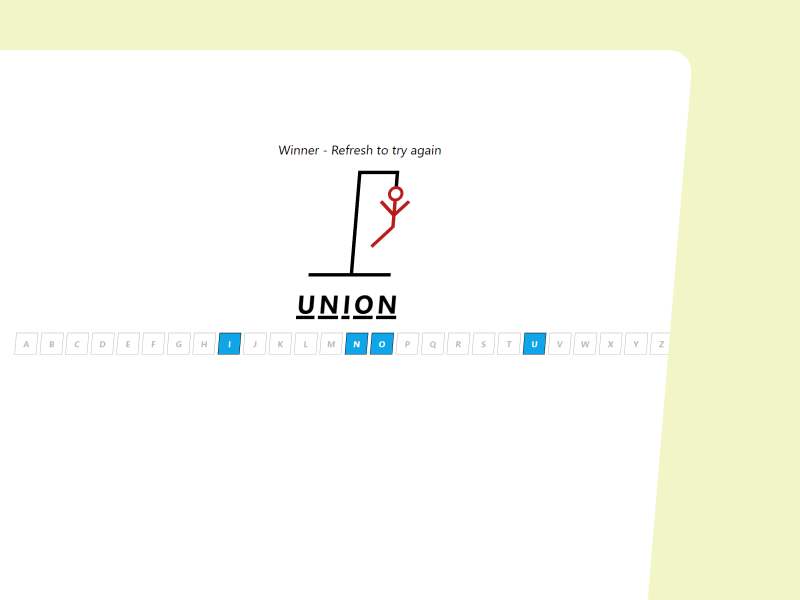 Winner - Refresh to try again
UNION
A B C D E F G H I J K L M N O P Q R S T U V W X Y Z